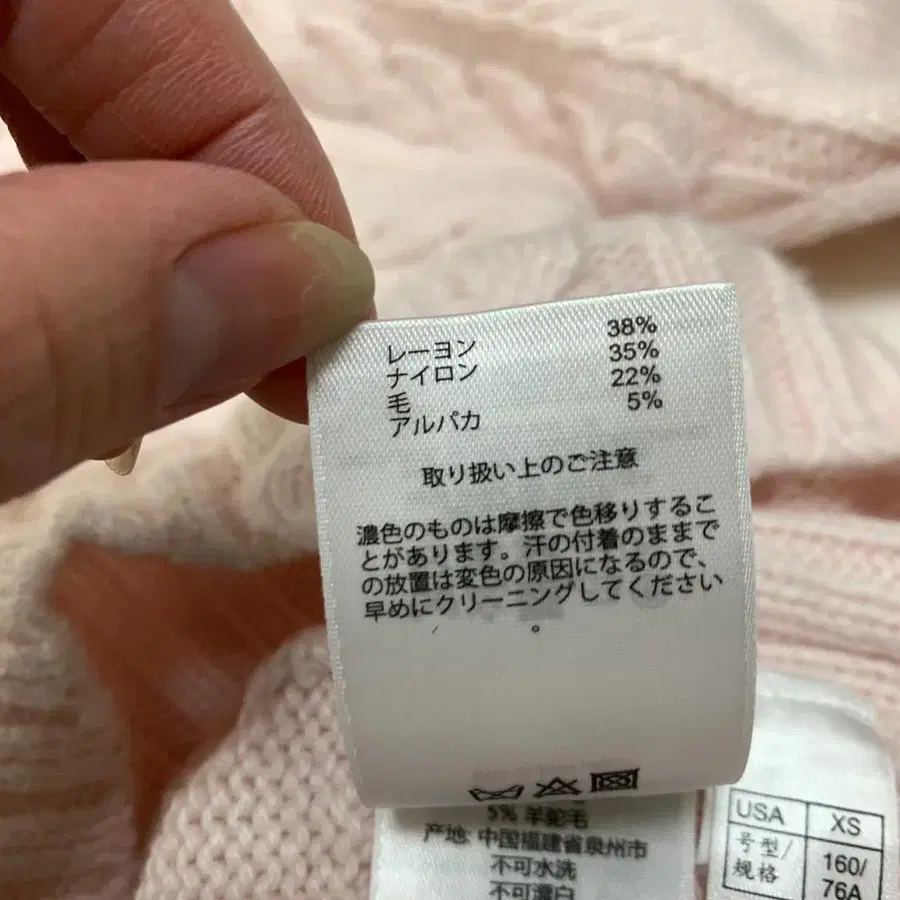 レーヨン 38%
ナイロン 35%
毛 22%
アルパカ 5%
取り扱い上のご注意
濃色のものは摩擦で色移りするこ
とがあります。汗の付着のままで
の放置は変色の原因になるので、
早めにクリーニングしてください
。
5% 羊驼毛
产地: 中国福建省泉州市
不可水洗
不可漂白
USA XS
号型/
规格
160/
76A